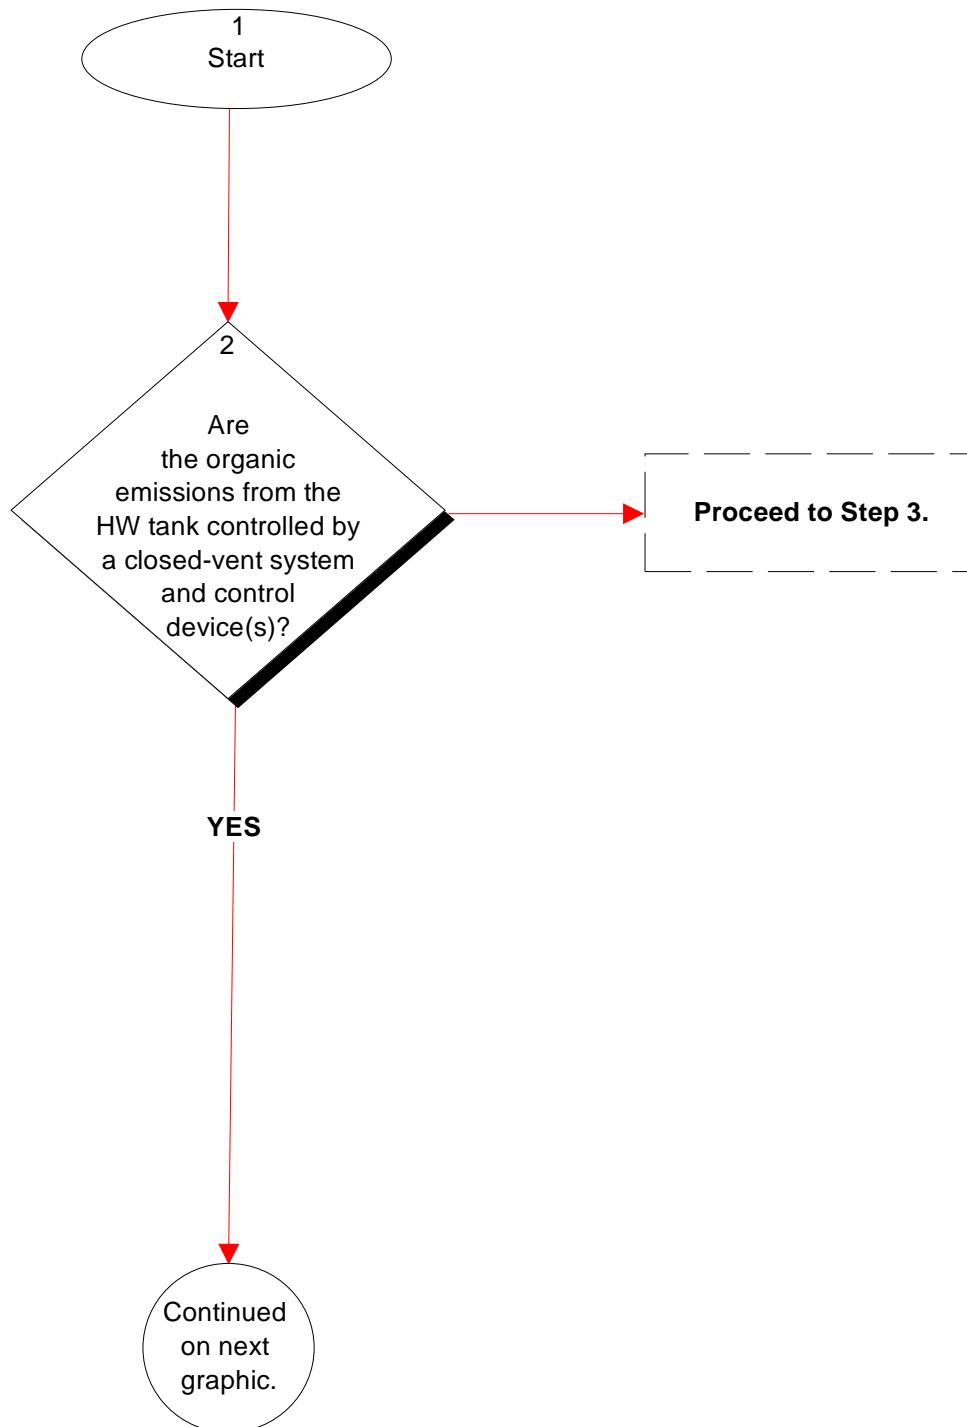 1
Start
2
Are
the organic
emissions from the
HW tank controlled by
a closed-vent system
and control
device(s)?
Proceed to Step 3.
YES
Continued
on next
graphic.